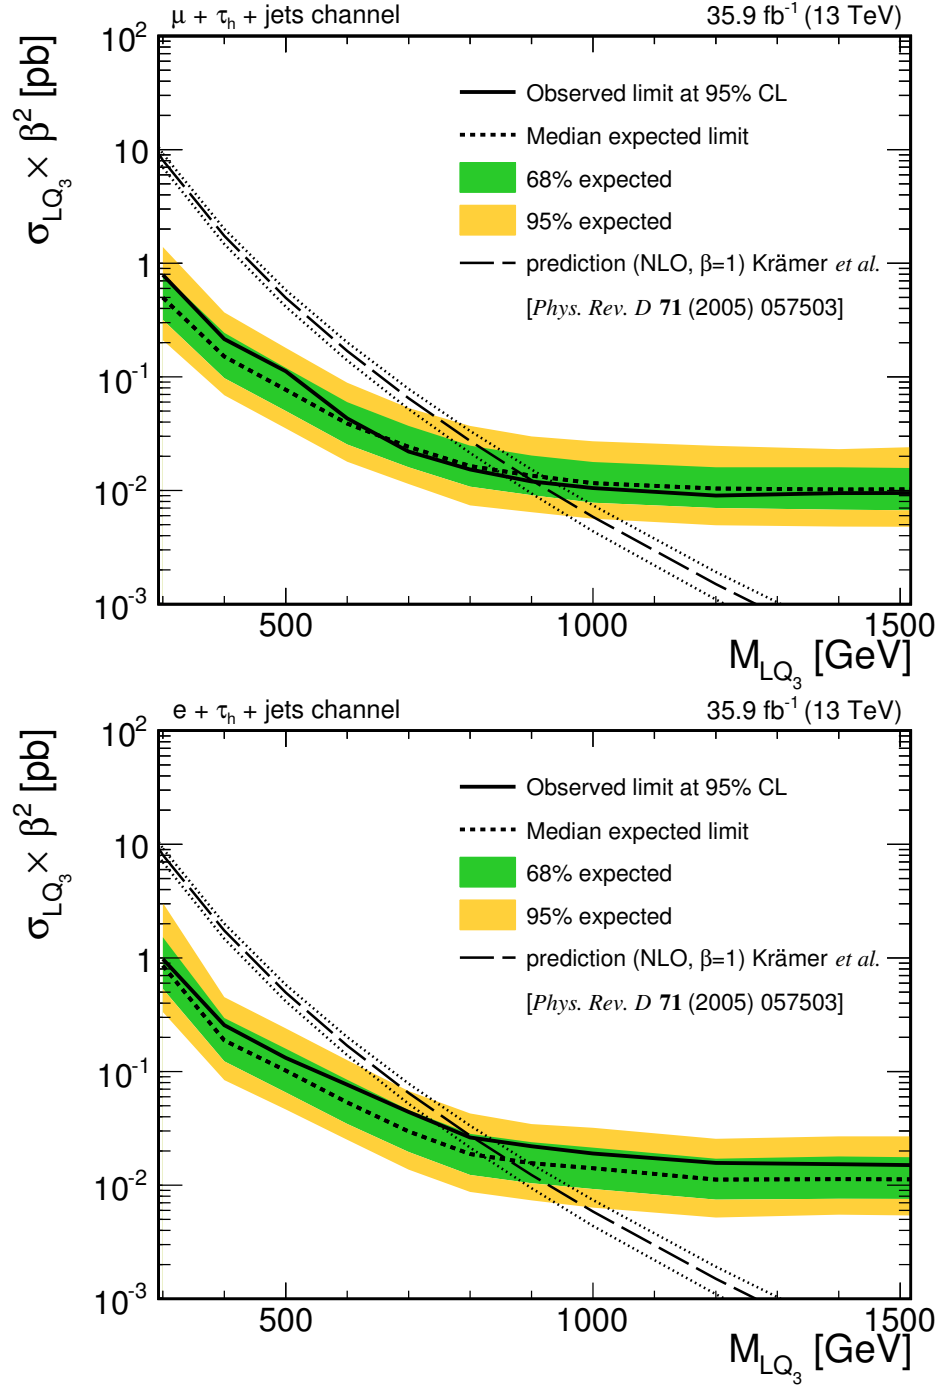 μ + τh + jets channel 35.9 fb-1 (13 TeV)
σLQ3 × β2 [pb]
102
10
1
10-1
10-2
10-3
Observed limit at 95% CL
Median expected limit
68% expected
95% expected
prediction (NLO, β=1) Krämer et al.
[Phys. Rev. D 71 (2005) 057503]
500 1000 1500
MLQ3 [GeV]
e + τh + jets channel 35.9 fb-1 (13 TeV)
σLQ3 × β2 [pb]
102
10
1
10-1
10-2
10-3
Observed limit at 95% CL
Median expected limit
68% expected
95% expected
prediction (NLO, β=1) Krämer et al.
[Phys. Rev. D 71 (2005) 057503]
500 1000 1500
MLQ3 [GeV]